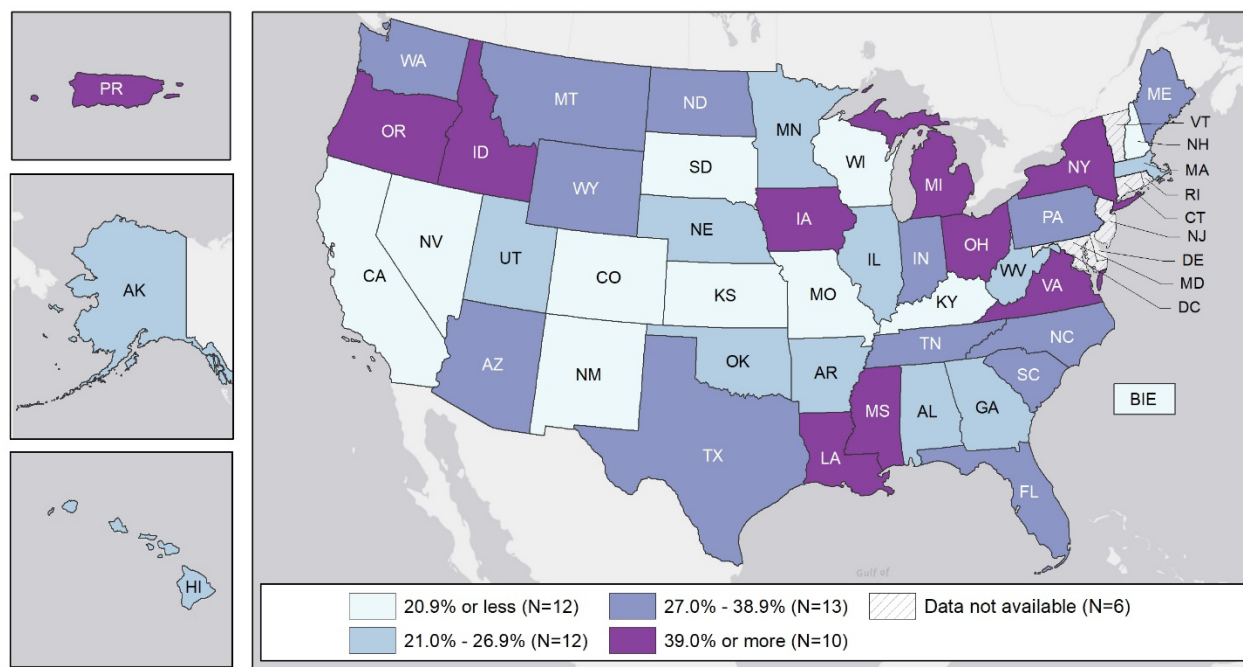 PR
AK
HI
WA
MT
ND
MN
ME
VT
NH
OR
ID
SD
WI
NY
MA
WY
MI
RI
IA
PA
CT
NE
NJ
NV
UT
IL
IN
OH
DE
CA
CO
WV
MD
KS
MO
KY
VA
DC
TN
NC
AZ
NM
OK
AR
SC
BIE
MS
AL
GA
TX
LA
FL
Gulf of
20.9% or less (N=12) 27.0% - 38.9% (N=13) Data not available (N=6)
21.0% - 26.9% (N=12) 39.0% or more (N=10)